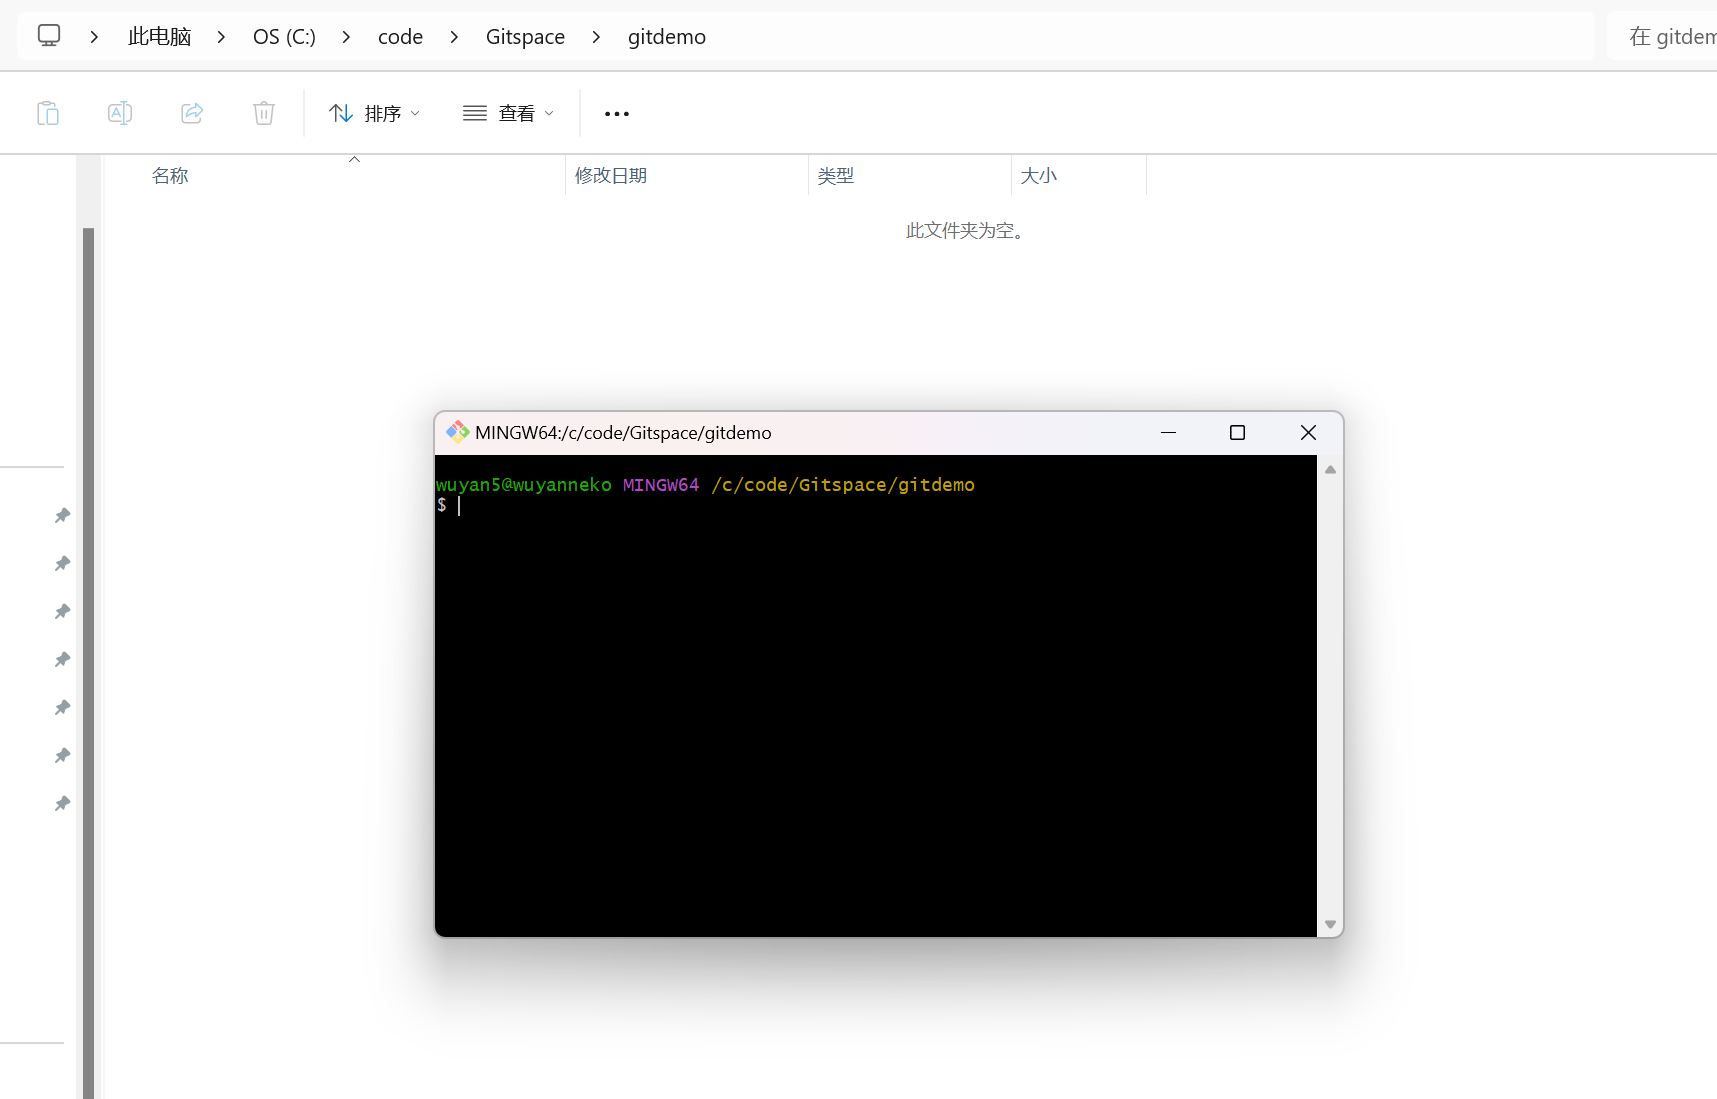 此电脑 OS (C:) code Gitspace gitdemo 在 gitdem
排序 查看
名称 修改日期 类型 大小
此文件夹为空。
MINGW64:/c/code/Gitspace/gitdemo
wuyan5@wuyanneko MINGW64 /c/code/Gitspace/gitdemo
$